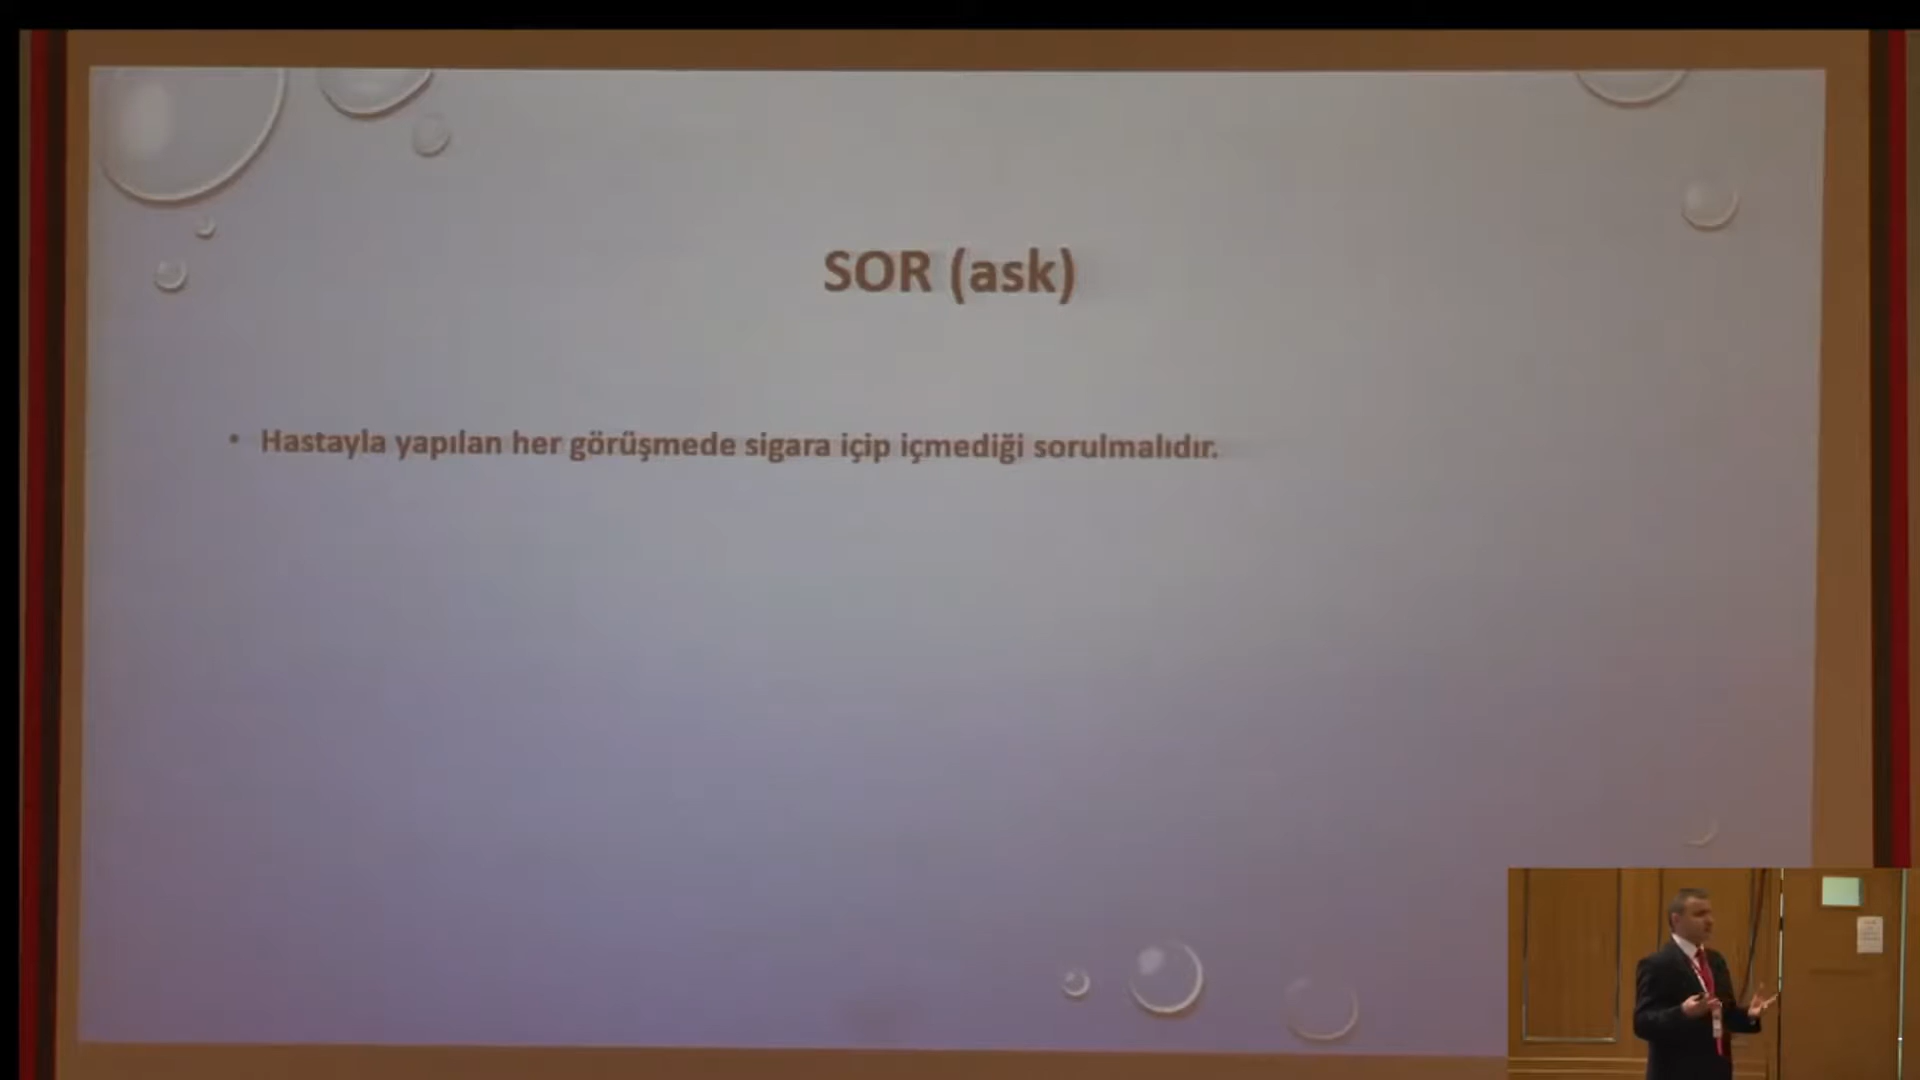 SOR (ask)
• Hastayla yapılan her görüşmede sigara içip içmediği sorulmalıdır.